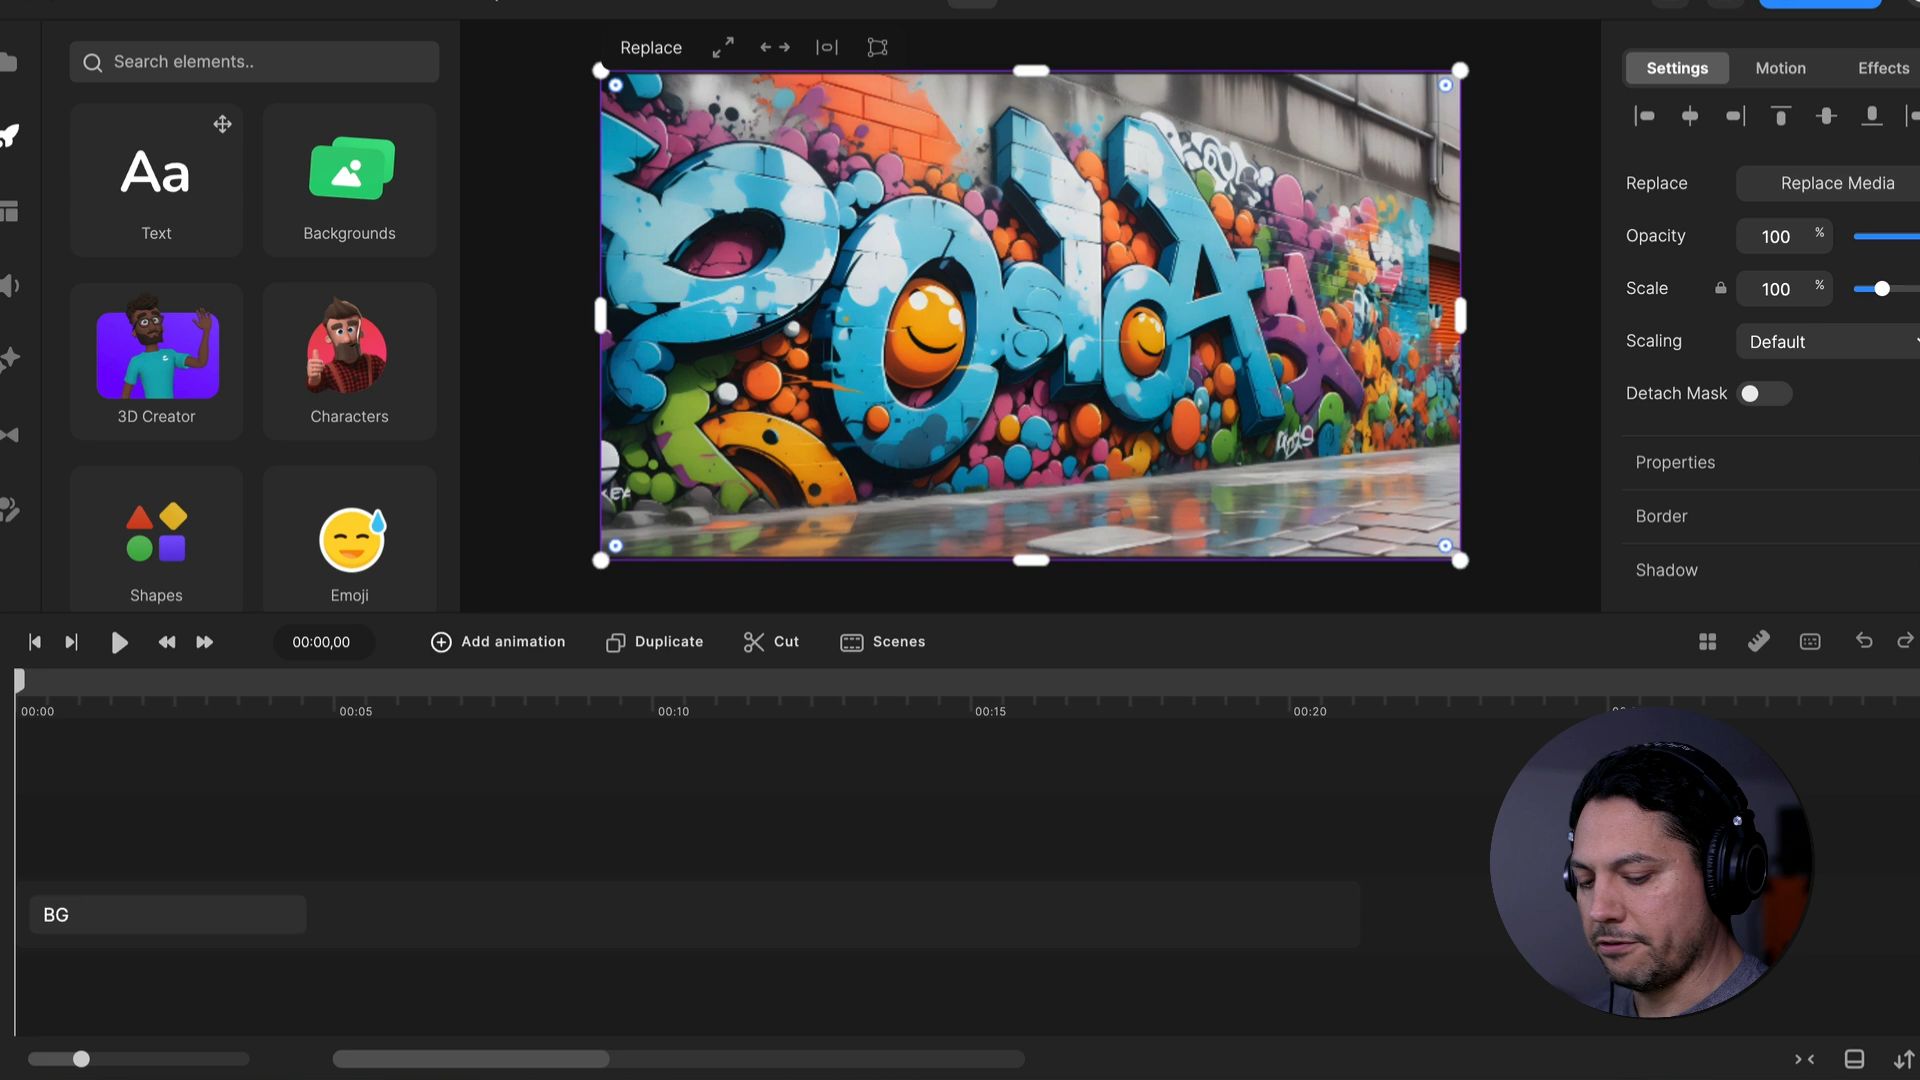 Search elements..
Replace
Settings
Motion
Effects
Aa
Text
Backgrounds
Replace
Replace Media
Opacity
100 %
Scale
100 %
Scaling
Default
Detach Mask
3D Creator
Characters
Properties
Border
Shadow
Shapes
Emoji
00:00,00
Add animation
Duplicate
Cut
Scenes
00:00
00:05
00:10
00:15
00:20
BG